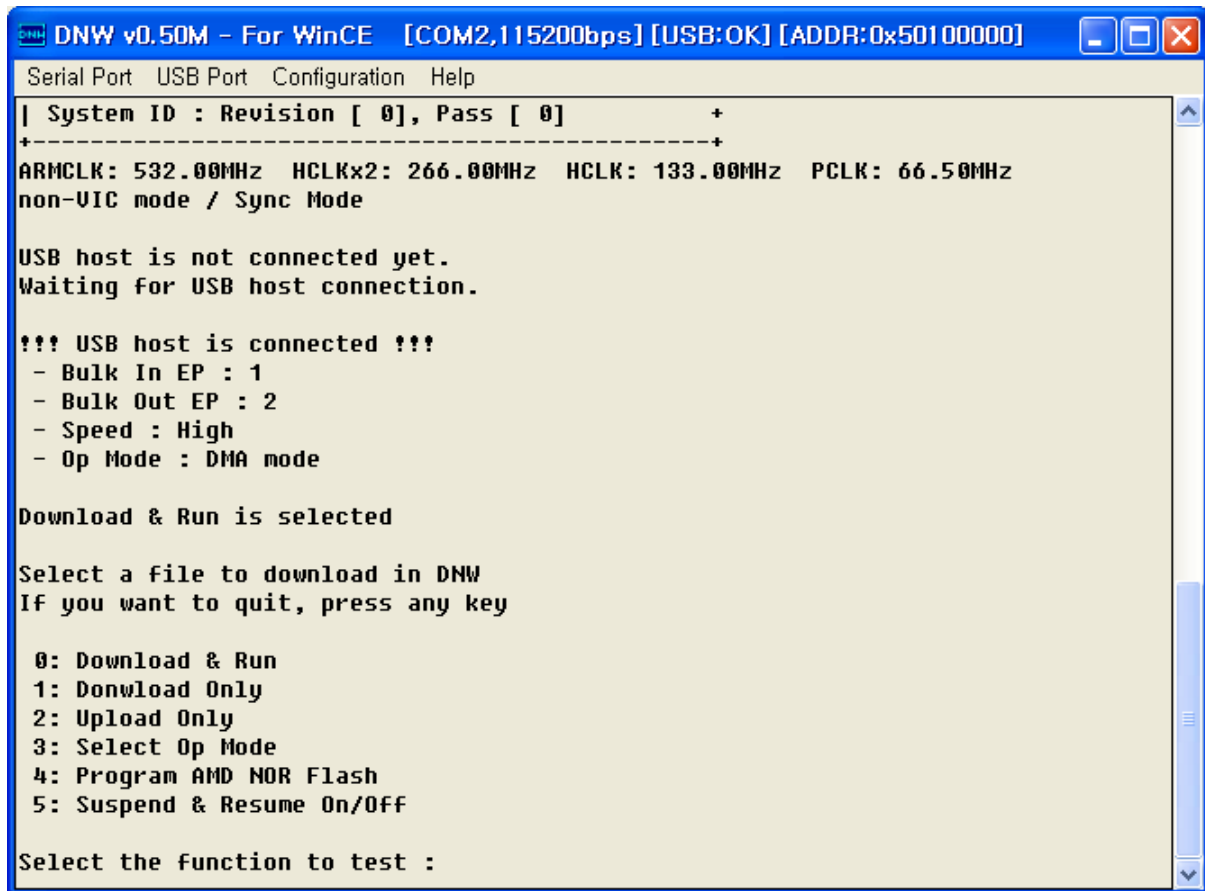 DNW DNW v0.50M - For WinCE [COM2,115200bps] [USB:OK] [ADDR:0x50100000]
Serial Port USB Port Configuration Help
| System ID : Revision [ 0], Pass [ 0] +
+-----------------------------------------------+
ARMCLK: 532.00MHz HCLKx2: 266.00MHz HCLK: 133.00MHz PCLK: 66.50MHz
non-VIC mode / Sync Mode
USB host is not connected yet.
Waiting for USB host connection.
!!! USB host is connected !!!
- Bulk In EP : 1
- Bulk Out EP : 2
- Speed : High
- Op Mode : DMA mode
Download & Run is selected
Select a file to download in DNW
If you want to quit, press any key
0: Download & Run
1: Donwload Only
2: Upload Only
3: Select Op Mode
4: Program AMD NOR Flash
5: Suspend & Resume On/Off
Select the function to test :